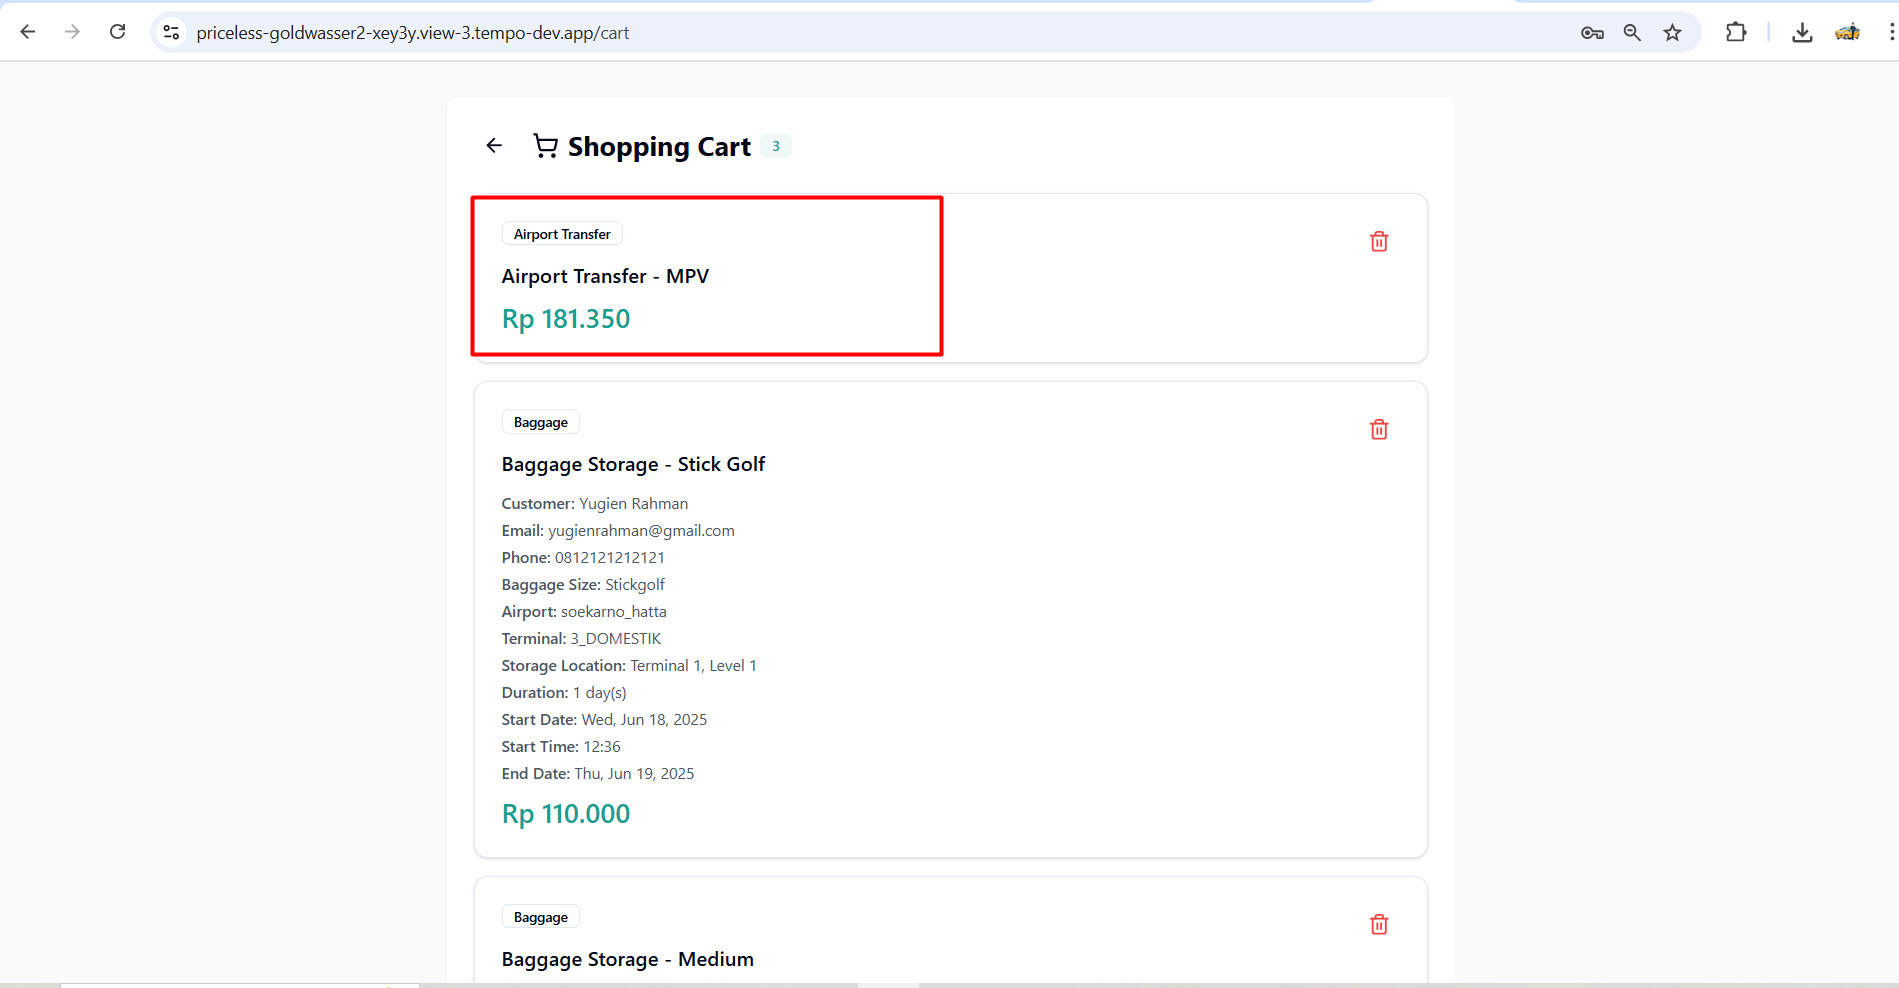 priceless-goldwasser2-xey3y.view-3.tempo-dev.app/cart
Shopping Cart 3
Airport Transfer
Airport Transfer - MPV
Rp 181.350
Baggage
Baggage Storage - Stick Golf
Customer: Yugien Rahman
Email: yugienrahman@gmail.com
Phone: 0812121212121
Baggage Size: Stickgolf
Airport: soekarno_hatta
Terminal: 3_DOMESTIK
Storage Location: Terminal 1, Level 1
Duration: 1 day(s)
Start Date: Wed, Jun 18, 2025
Start Time: 12:36
End Date: Thu, Jun 19, 2025
Rp 110.000
Baggage
Baggage Storage - Medium